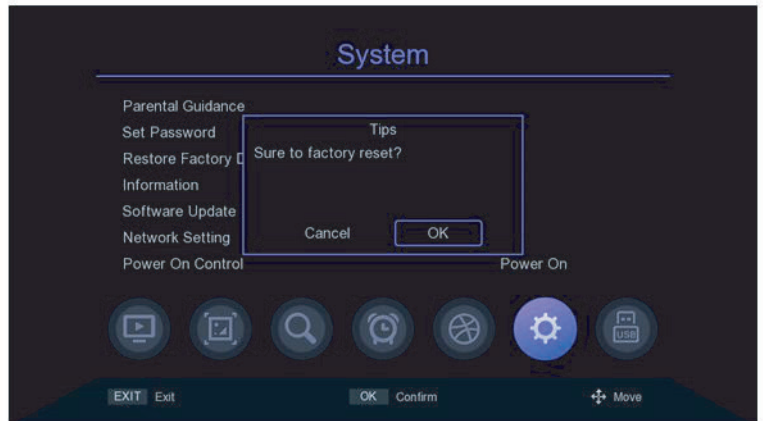 System
Parental Guidance
Set Password
Restore Factory D
Information
Software Update
Network Setting
Power On Control Power On
Tips
Sure to factory reset?
Cancel OK
USB
EXIT Exit OK Confirm Move